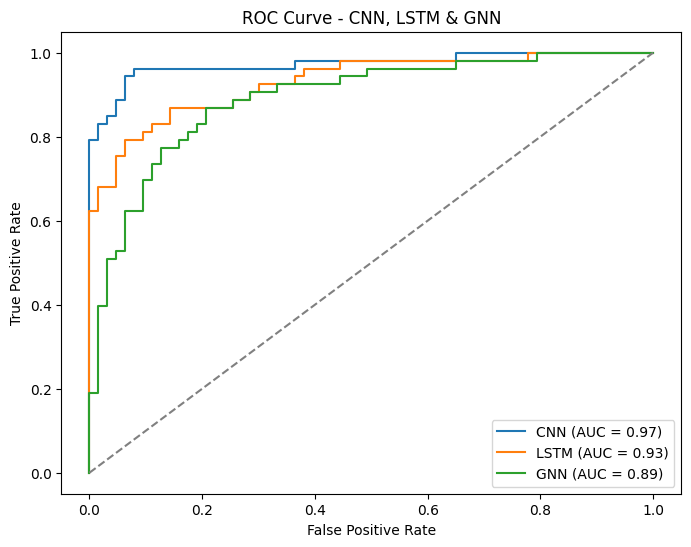 ROC Curve - CNN, LSTM & GNN
1.0
0.8
0.6
0.4
0.2
0.0
True Positive Rate
CNN (AUC = 0.97)
LSTM (AUC = 0.93)
GNN (AUC = 0.89)
0.0 0.2 0.4 0.6 0.8 1.0
False Positive Rate